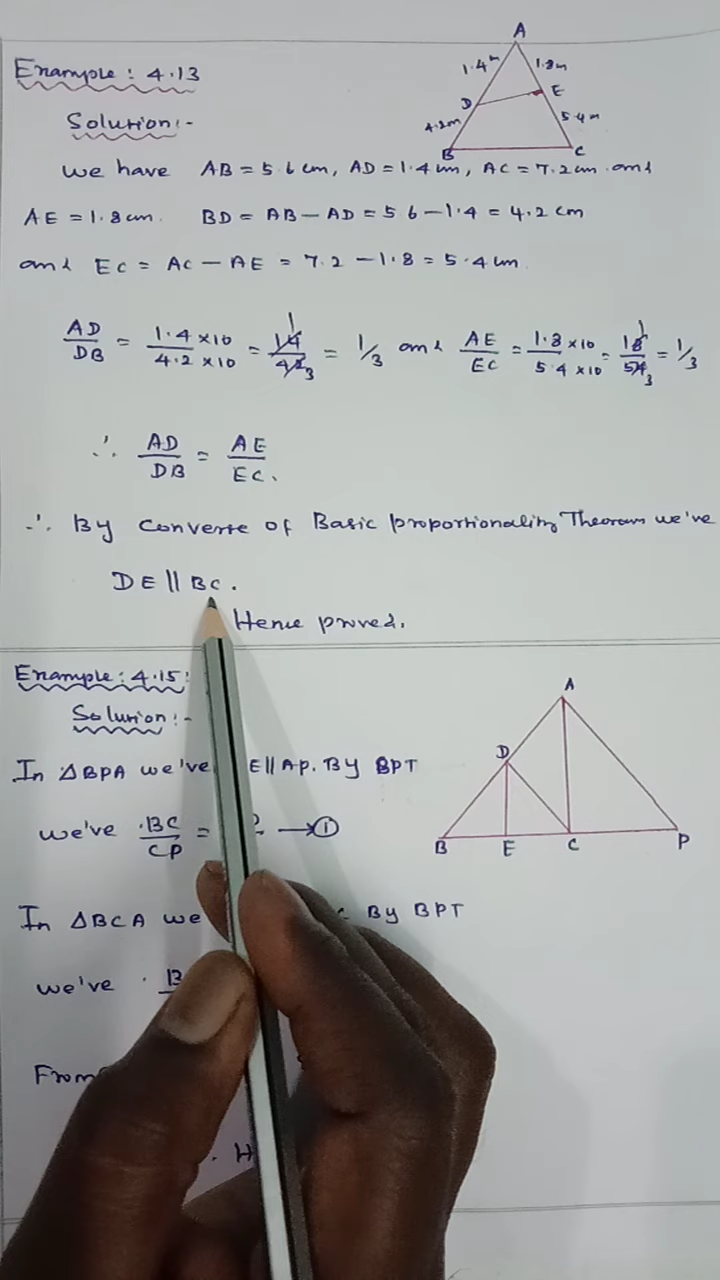 Example: 4.13
Solution:-
A
1.4m 1.8m
D E
4.2m 5.4m
B C
We have AB = 5.6 cm, AD = 1.4 cm, AC = 7.2 cm and
AE = 1.8 cm. BD = AB - AD = 5.6 - 1.4 = 4.2 cm
and EC = AC - AE = 7.2 - 1.8 = 5.4 cm
AD/DB = 1.4 × 10/4.2 × 10 = 14/42 = 1/3 and AE/EC = 1.8 × 10/5.4 × 10 = 18/54 = 1/3
∴ AD/DB = AE/EC.
∴ By Converse of Basic proportionality Theorem we've
DE || BC.
Hence proved.
Example: 4.15:
Solution:-
A
D
B E C P
In △BPA we've E || AP. By BPT
we've BC/CP = → ①
In △BCA we By BPT
we've B
From
H